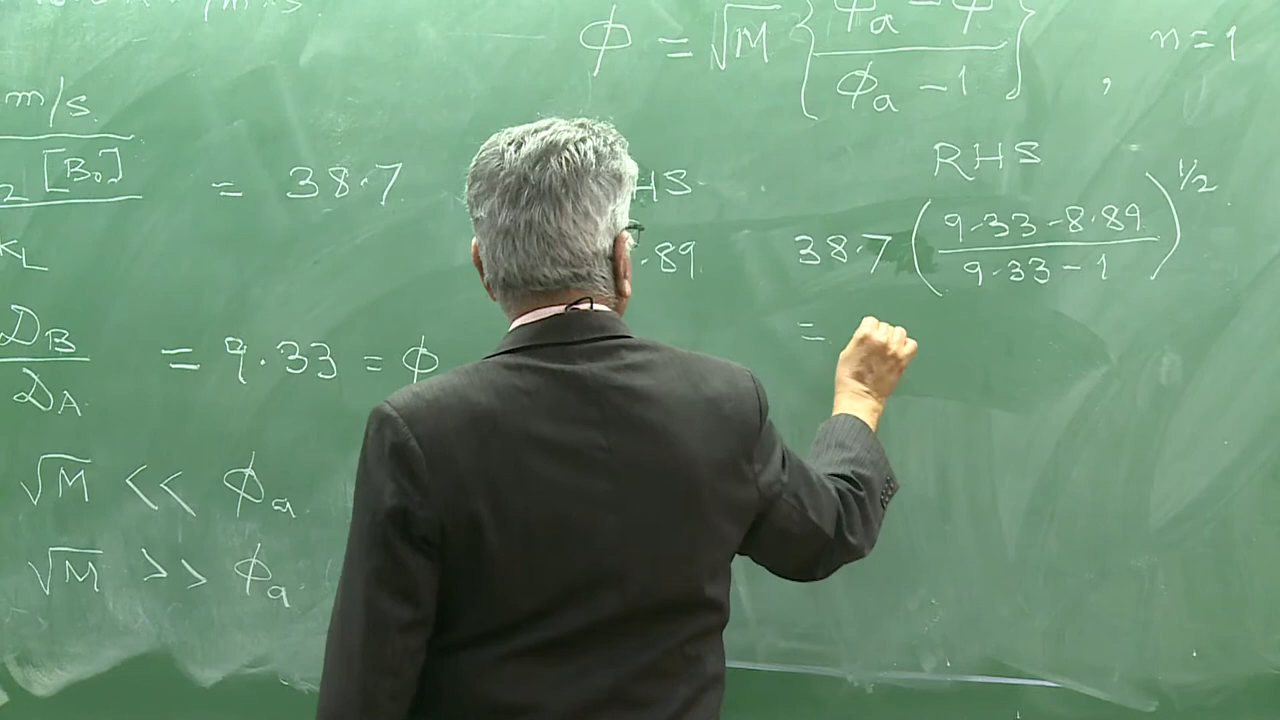 m/s.
ϕ = √M { (ϕa - ϕ) / (ϕa - 1) } , n = 1
m/s.
2 [B₀] / kL = 38.7
DB / DA = 9.33 = ϕ
√M << ϕa
√M >> ϕa
HS
.89
RHS
38.7 ( (9.33 - 8.89) / (9.33 - 1) )^1/2
=